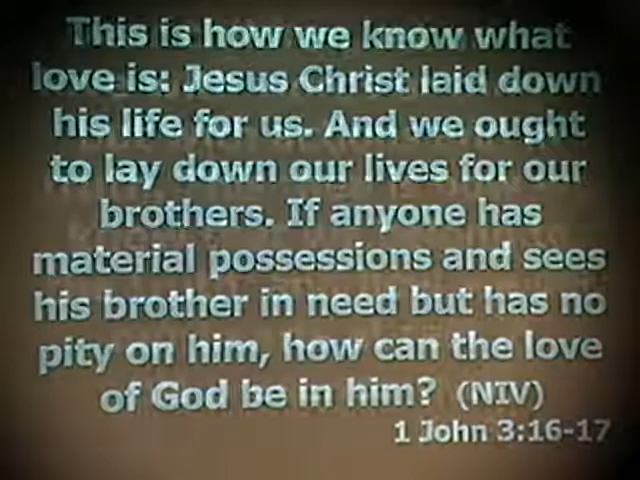 This is how we know what
love is: Jesus Christ laid down
his life for us. And we ought
to lay down our lives for our
brothers. If anyone has
material possessions and sees
his brother in need but has no
pity on him, how can the love
of God be in him? (NIV)
1 John 3:16-17